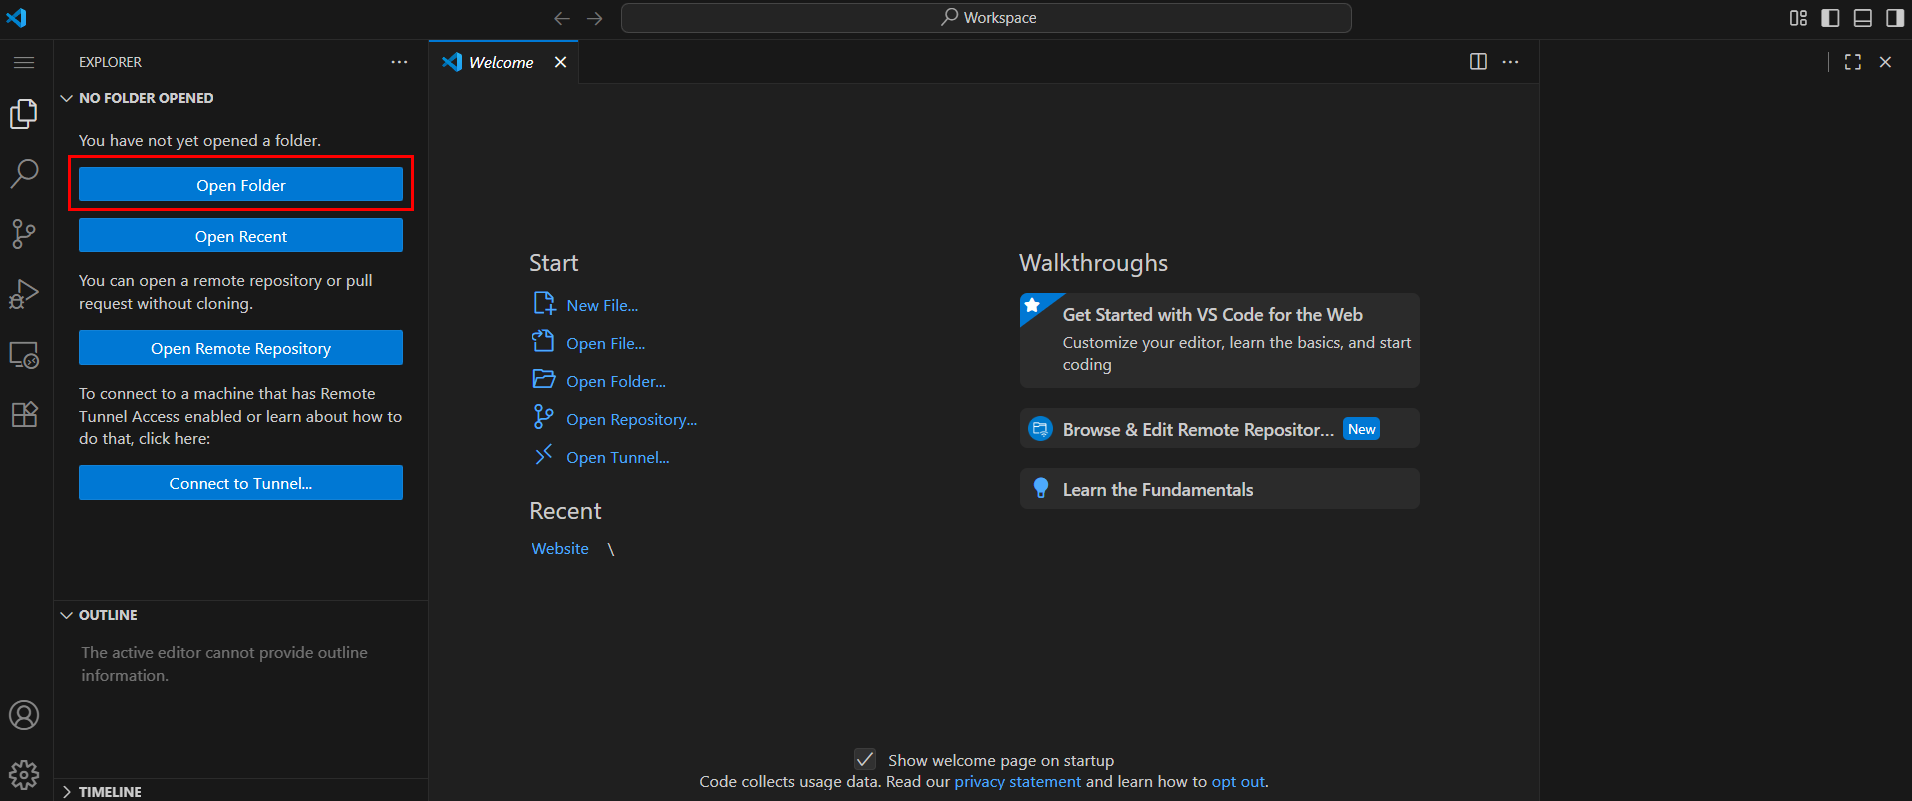 Workspace
EXPLORER
NO FOLDER OPENED
You have not yet opened a folder.
Open Folder
Open Recent
You can open a remote repository or pull
request without cloning.
Open Remote Repository
To connect to a machine that has Remote
Tunnel Access enabled or learn about how to
do that, click here:
Connect to Tunnel...
OUTLINE
The active editor cannot provide outline
information.
TIMELINE
Welcome
Start
New File...
Open File...
Open Folder...
Open Repository...
Open Tunnel...
Recent
Website \
Walkthroughs
Get Started with VS Code for the Web
Customize your editor, learn the basics, and start
coding
Browse & Edit Remote Repositor... New
Learn the Fundamentals
Show welcome page on startup
Code collects usage data. Read our privacy statement and learn how to opt out.